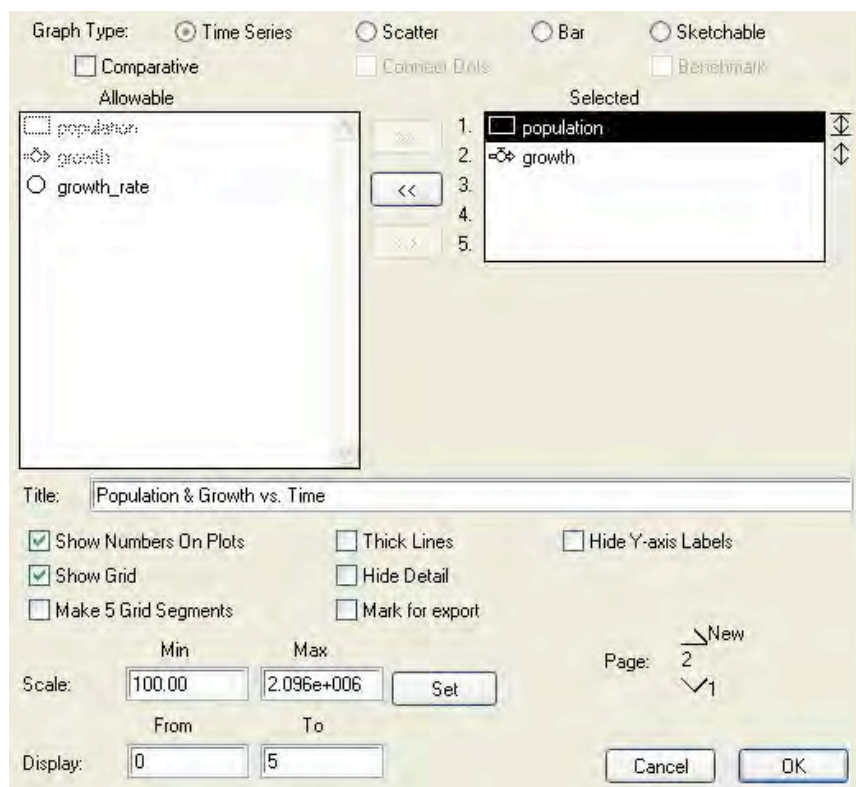 Graph Type: Time Series Scatter Bar Sketchable
Comparative Connect Dots Benchmark
Allowable Selected
population >> 1. population
growth 2. growth
growth_rate << 3.
4.
5.
Title: Population & Growth vs. Time
Show Numbers On Plots Thick Lines Hide Y-axis Labels
Show Grid Hide Detail
Make 5 Grid Segments Mark for export
Min Max
Scale: 100.00 2.096e+006 Set
Page: New
2
1
From To
Display: 0 5
Cancel OK